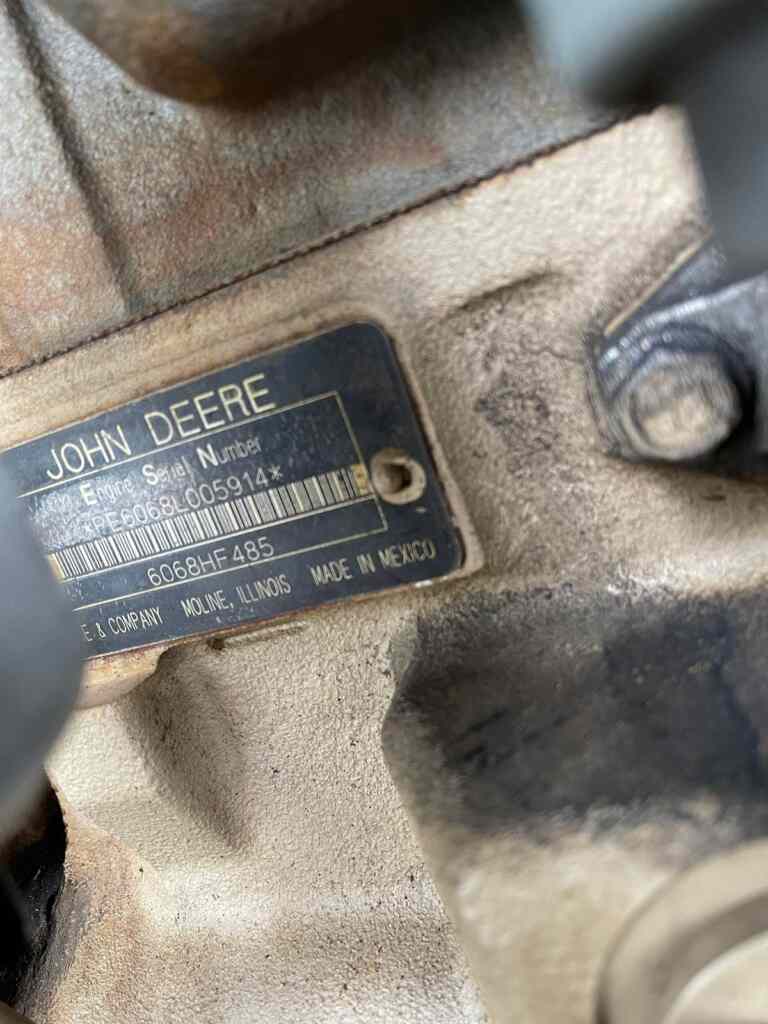 JOHN DEERE
Engine Serial Number
*PE6068L005914*
6068HF485
E & COMPANY MOLINE, ILLINOIS MADE IN MEXICO